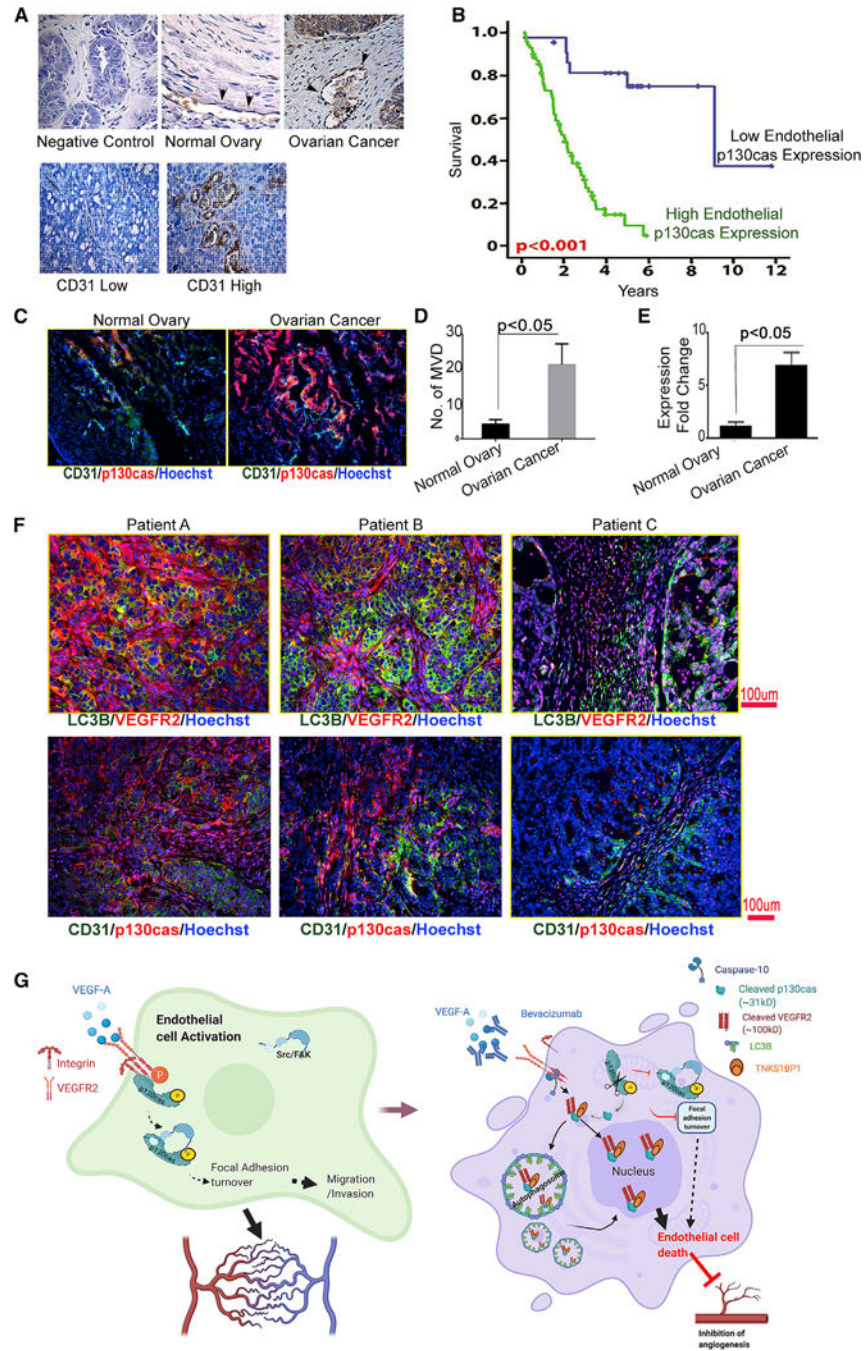 A
Negative Control
Normal Ovary
Ovarian Cancer
CD31 Low
CD31 High
B
Survival
1.0
0.8
0.6
0.4
0.2
0
p<0.001
Low Endothelial
p130cas Expression
High Endothelial
p130cas Expression
0
2
4
6
8
10
12
Years
C
Normal Ovary
Ovarian Cancer
CD31/p130cas/Hoechst
CD31/p130cas/Hoechst
D
p<0.05
No. of MVD
30
20
10
0
Normal Ovary
Ovarian Cancer
E
p<0.05
Expression
Fold Change
10
5
0
Normal Ovary
Ovarian Cancer
F
Patient A
Patient B
Patient C
LC3B/VEGFR2/Hoechst
LC3B/VEGFR2/Hoechst
LC3B/VEGFR2/Hoechst
100um
CD31/p130cas/Hoechst
CD31/p130cas/Hoechst
CD31/p130cas/Hoechst
100um
G
VEGF-A
Endothelial
cell Activation
Src/FAK
Integrin
VEGFR2
P
p130cas
p130cas
Focal Adhesion
turnover
Migration
/Invasion
VEGF-A
Bevacizumab
Caspase-10
Cleaved p130cas
(~31kD)
Cleaved VEGFR2
(~100kD)
LC3B
TNKS1BP1
p130cas
p130cas
Focal
adhesion
turnover
Autophagosome
Nucleus
Endothelial cell
death
Inhibition of
angiogenesis